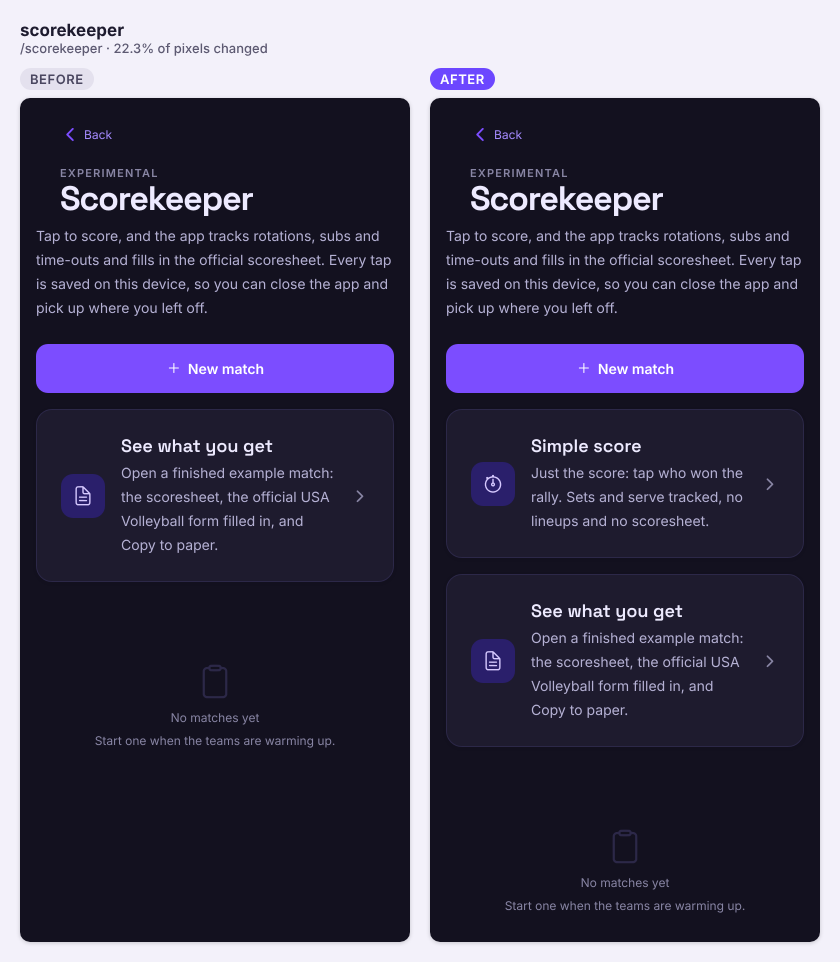 scorekeeper
/scorekeeper · 22.3% of pixels changed
BEFORE
Back
EXPERIMENTAL
Scorekeeper
Tap to score, and the app tracks rotations, subs and
time-outs and fills in the official scoresheet. Every tap
is saved on this device, so you can close the app and
pick up where you left off.
+ New match
See what you get
Open a finished example match:
the scoresheet, the official USA
Volleyball form filled in, and
Copy to paper.
No matches yet
Start one when the teams are warming up.
AFTER
Back
EXPERIMENTAL
Scorekeeper
Tap to score, and the app tracks rotations, subs and
time-outs and fills in the official scoresheet. Every tap
is saved on this device, so you can close the app and
pick up where you left off.
+ New match
Simple score
Just the score: tap who won the
rally. Sets and serve tracked, no
lineups and no scoresheet.
See what you get
Open a finished example match:
the scoresheet, the official USA
Volleyball form filled in, and
Copy to paper.
No matches yet
Start one when the teams are warming up.